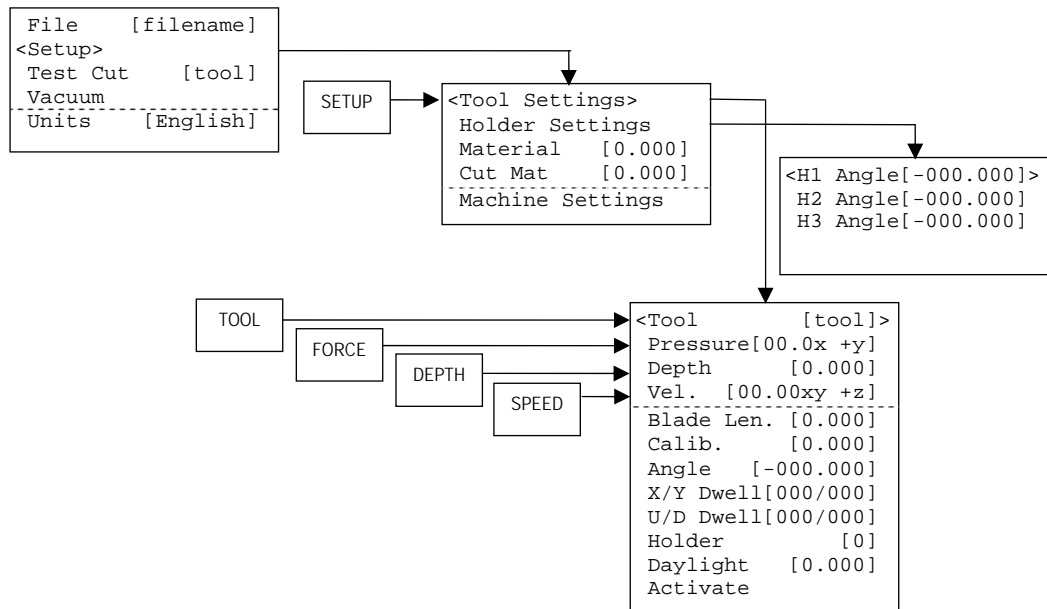 File [filename]
<Setup>
Test Cut [tool]
Vacuum
Units [English]
SETUP
<Tool Settings>
Holder Settings
Material [0.000]
Cut Mat [0.000]
Machine Settings
<H1 Angle[-000.000]>
H2 Angle[-000.000]
H3 Angle[-000.000]
TOOL
FORCE
DEPTH
SPEED
<Tool [tool]>
Pressure[00.0x +y]
Depth [0.000]
Vel. [00.00xy +z]
Blade Len. [0.000]
Calib. [0.000]
Angle [-000.000]
X/Y Dwell[000/000]
U/D Dwell[000/000]
Holder [0]
Daylight [0.000]
Activate